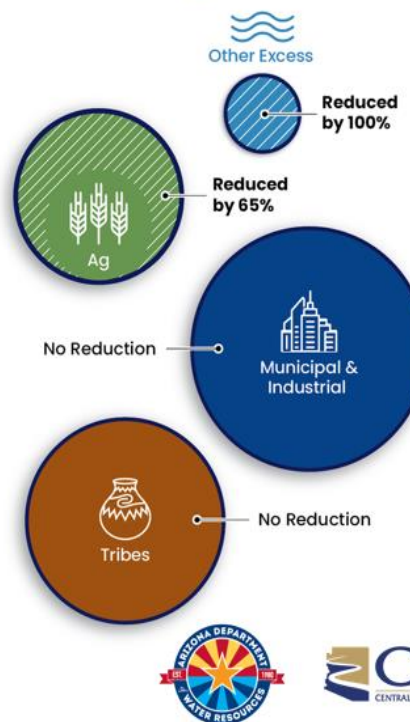 Other Excess
Reduced
by 100%
Reduced
by 65%
Ag
No Reduction
Municipal &
Industrial
No Reduction
Tribes
ARIZONA DEPARTMENT
EST. 1980
of WATER RESOURCES
C
CENTRAL